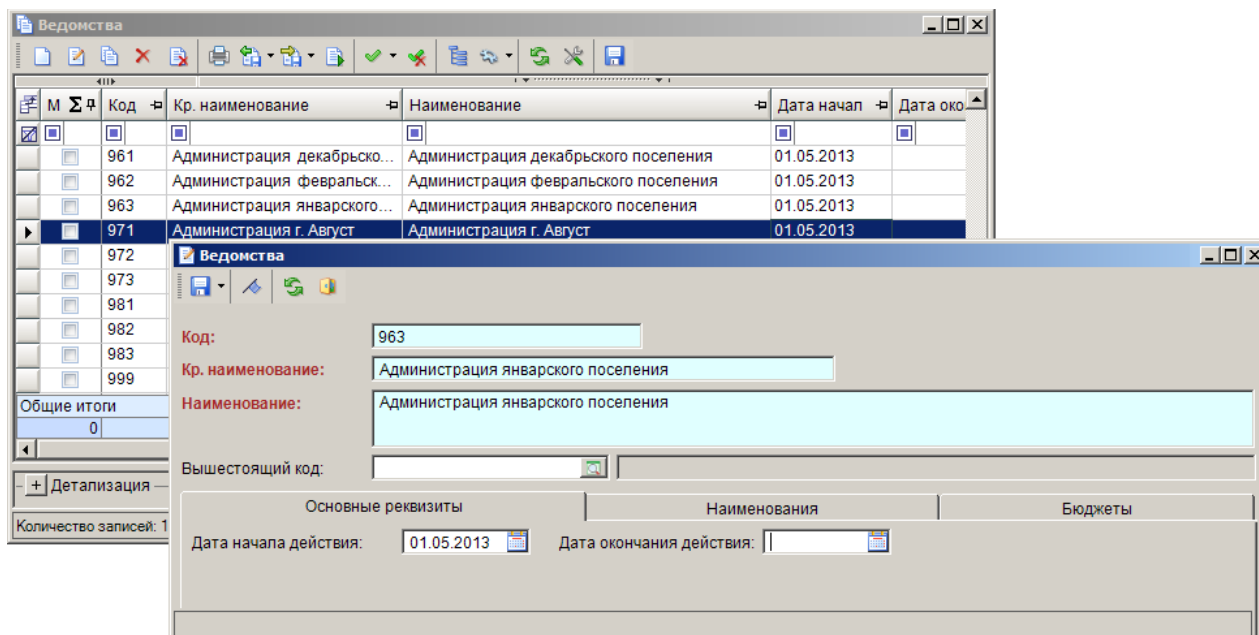 Ведомства
М Σ Код Кр. наименование Наименование Дата начал Дата око
961 Администрация декабрьско... Администрация декабрьского поселения 01.05.2013
962 Администрация февральск... Администрация февральского поселения 01.05.2013
963 Администрация январского... Администрация январского поселения 01.05.2013
971 Администрация г. Август Администрация г. Август 01.05.2013
972
973
981
982
983
999
Общие итоги
0
+ Детализация
Количество записей: 1
Ведомства
Код: 963
Кр. наименование: Администрация январского поселения
Наименование: Администрация январского поселения
Вышестоящий код:
Основные реквизиты Наименования Бюджеты
Дата начала действия: 01.05.2013 Дата окончания действия: